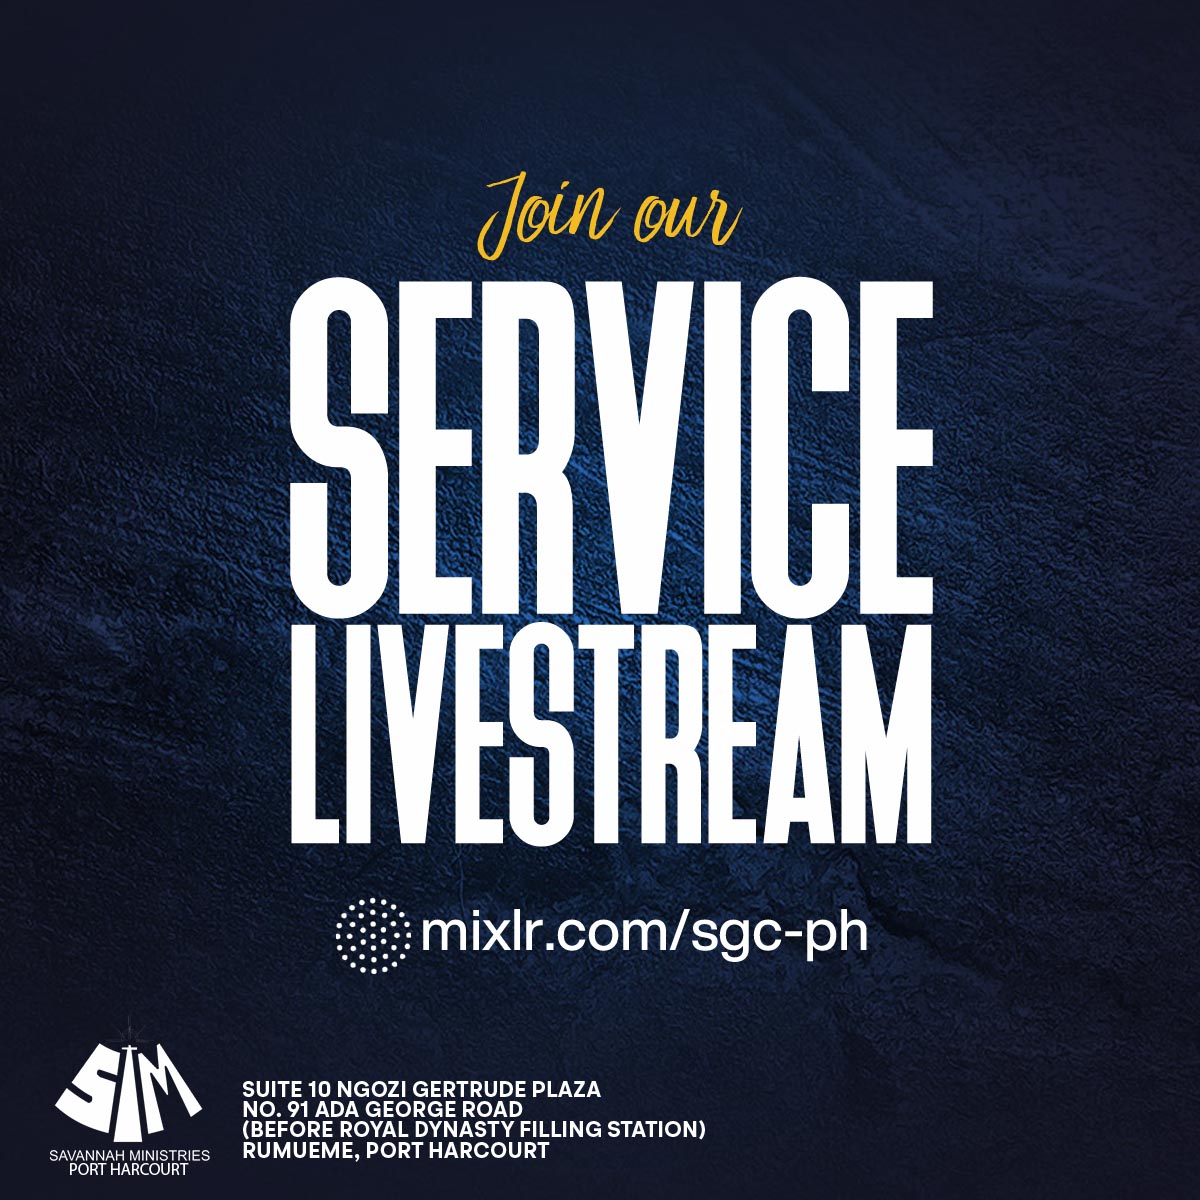 Join our
SERVICE
LIVESTREAM
mixlr.com/sgc-ph
SIM
SAVANNAH MINISTRIES
PORT HARCOURT
SUITE 10 NGOZI GERTRUDE PLAZA
NO. 91 ADA GEORGE ROAD
(BEFORE ROYAL DYNASTY FILLING STATION)
RUMUEME, PORT HARCOURT